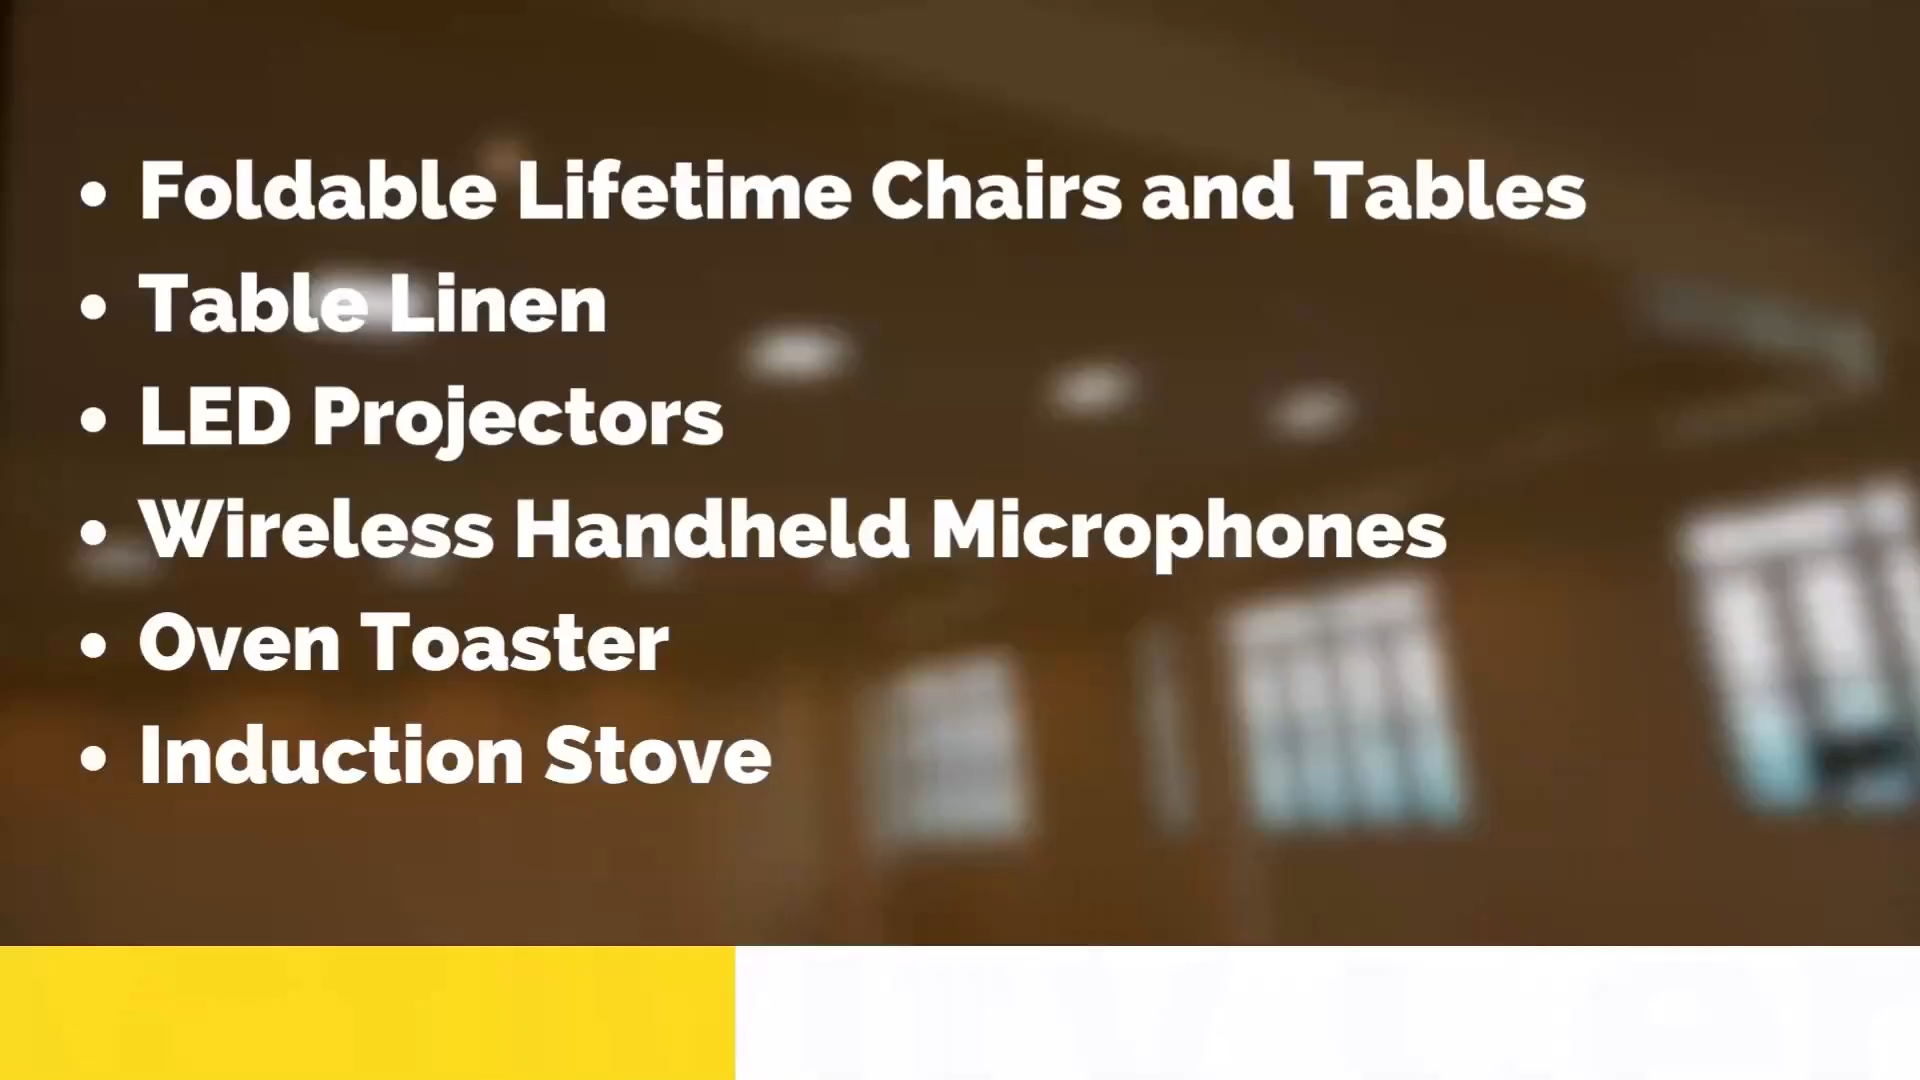 • Foldable Lifetime Chairs and Tables
• Table Linen
• LED Projectors
• Wireless Handheld Microphones
• Oven Toaster
• Induction Stove